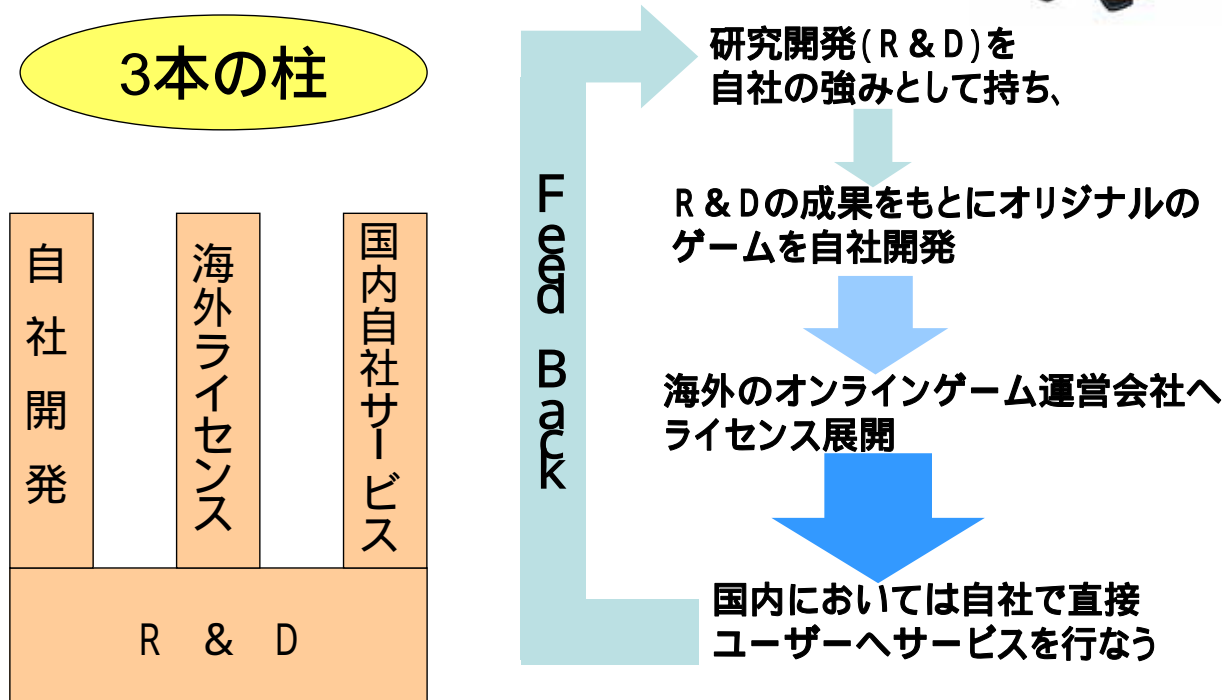 3本の柱
自社開発
海外ライセンス
国内自社サービス
R & D
Feed Back
研究開発(R&D)を
自社の強みとして持ち、
R&Dの成果をもとにオリジナルの
ゲームを自社開発
海外のオンラインゲーム運営会社へ
ライセンス展開
国内においては自社で直接
ユーザーへサービスを行なう